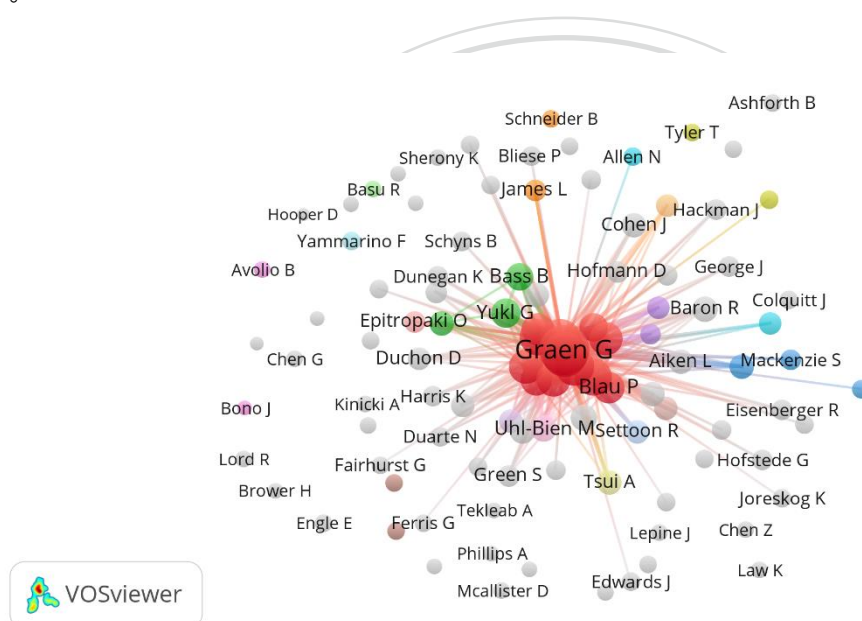 Ashforth B
Schneider B
Tyler T
Sherony K
Bliese P
Allen N
Basu R
James L
Hooper D
Cohen J
Hackman J
Yammarino F
Schyns B
Avolio B
Dunegan K
Bass B
Hofmann D
George J
Epitropaki O
Yukl G
Baron R
Colquitt J
Chen G
Duchon D
Graen G
Aiken L
Mackenzie S
Blau P
Bono J
Kinicki A
Harris K
Eisenberger R
Duarte N
Uhl-Bien M
Settoon R
Lord R
Fairhurst G
Green S
Hofstede G
Brower H
Tsui A
Joreskog K
Engle E
Ferris G
Tekleab A
Lepine J
Chen Z
Phillips A
Law K
Mcallister D
Edwards J
VOSviewer